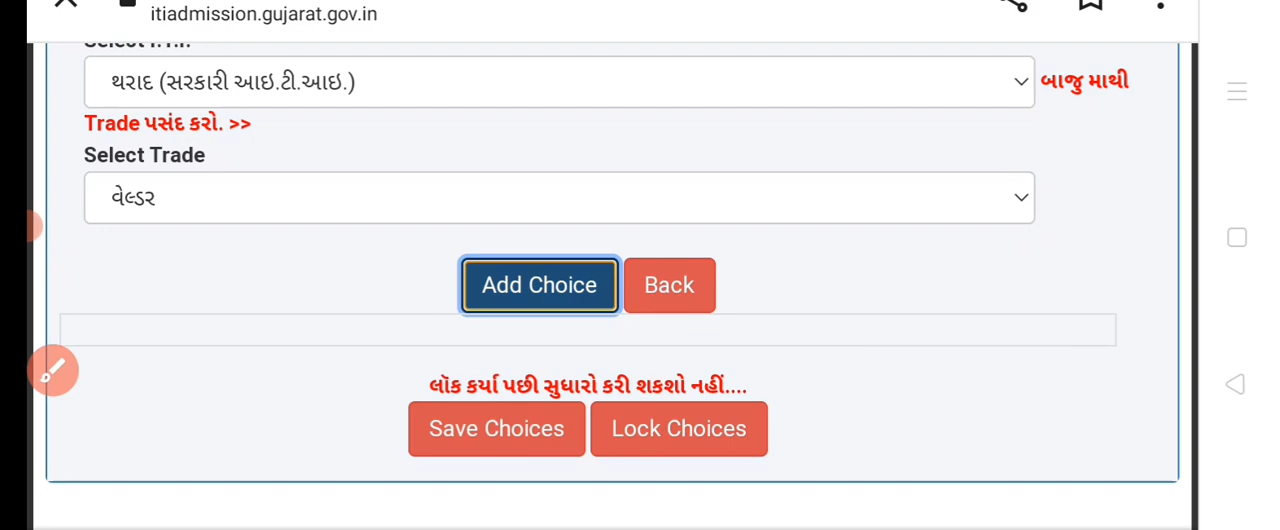 itiadmission.gujarat.gov.in
Select I.T.I.
થરાદ (સરકારી આઇ.ટી.આઇ.) બાજુ માથી
Trade પસંદ કરો. >>
Select Trade
વેલ્ડર
Add Choice Back
લૉક કર્યા પછી સુધારો કરી શકશો નહીં....
Save Choices Lock Choices